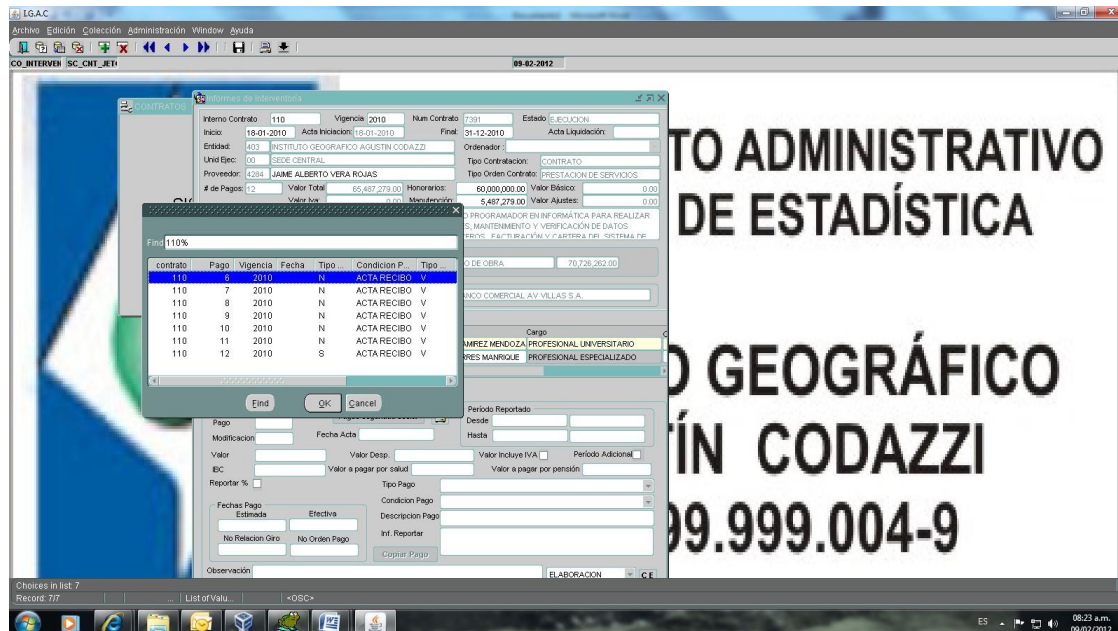 I.G.A.C
Archivo Edición Colección Administración Window Ayuda
CO_INTERVEN SC_CNT_JET 09-02-2012
CONTRATOS
Informes de Interventoria
Interno Contrato 110 Vigencia 2010 Num Contrato 7391 Estado EJECUCION
Inicio: 18-01-2010 Acta Iniciacion: 18-01-2010 Final: 31-12-2010 Acta Liquidación:
Entidad: 403 INSTITUTO GEOGRAFICO AGUSTIN CODAZZI Ordenador :
Unid Ejec: 00 SEDE CENTRAL Tipo Contratacion: CONTRATO
Proveedor: 4264 JAIME ALBERTO VERA ROJAS Tipo Orden Contrato: PRESTACION DE SERVICIOS
# de Pagos: 12 Valor Total 65,487,279.00 Honorarios: 60,000,000.00 Valor Básico: 0.00
Valor Iva: 0.00 Manutención: 5,487,279.00 Valor Ajustes: 0.00
O PROGRAMADOR EN INFORMÁTICA PARA REALIZAR
S, MANTENIMIENTO Y VERIFICACIÓN DE DATOS
EROS , FACTURACIÓN Y CARTERA DEL SISTEMA DE
O DE OBRA 70,726,262.00
ANCO COMERCIAL AV VILLAS S.A.
Cargo
AMIREZ MENDOZA PROFESIONAL UNIVERSITARIO
RRES MANRIQUE PROFESIONAL ESPECIALIZADO
Find 110%
contrato Pago Vigencia Fecha Tipo ... Condicion P... Tipo ...
110 6 2010 N ACTA RECIBO V
110 7 2010 N ACTA RECIBO V
110 8 2010 N ACTA RECIBO V
110 9 2010 N ACTA RECIBO V
110 10 2010 N ACTA RECIBO V
110 11 2010 N ACTA RECIBO V
110 12 2010 S ACTA RECIBO V
Find OK Cancel
Pago Período Reportado
Desde
Modificacion Fecha Acta Hasta
Valor Valor Desp. Valor Incluye IVA Período Adicional
IBC Valor a pagar por salud Valor a pagar por pensión
Reportar % Tipo Pago
Fechas Pago Condicion Pago
Estimada Efectiva Descripcion Pago
No Relacion Giro No Orden Pago Inf. Reportar
Copiar Pago
Observación ELABORACION C E
TO ADMINISTRATIVO
DE ESTADÍSTICA
O GEOGRÁFICO
ÍN CODAZZI
99.999.004-9
Choices in list: 7
Record: 7/7 ... List of Valu... <OSC>
ES 08:23 a.m.
09/02/2012